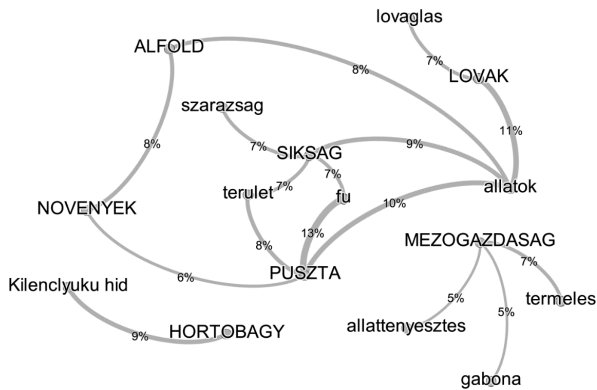 lovaglas
ALFOLD
8%
7%
LOVAK
szarazsag
11%
8%
7%
SIKSAG
9%
7%
7%
terulet
fu
allatok
NOVENYEK
10%
13%
8%
MEZOGAZDASAG
7%
PUSZTA
6%
Kilenclyuku hid
5%
termeles
5%
allattenyesztes
HORTOBAGY
9%
gabona